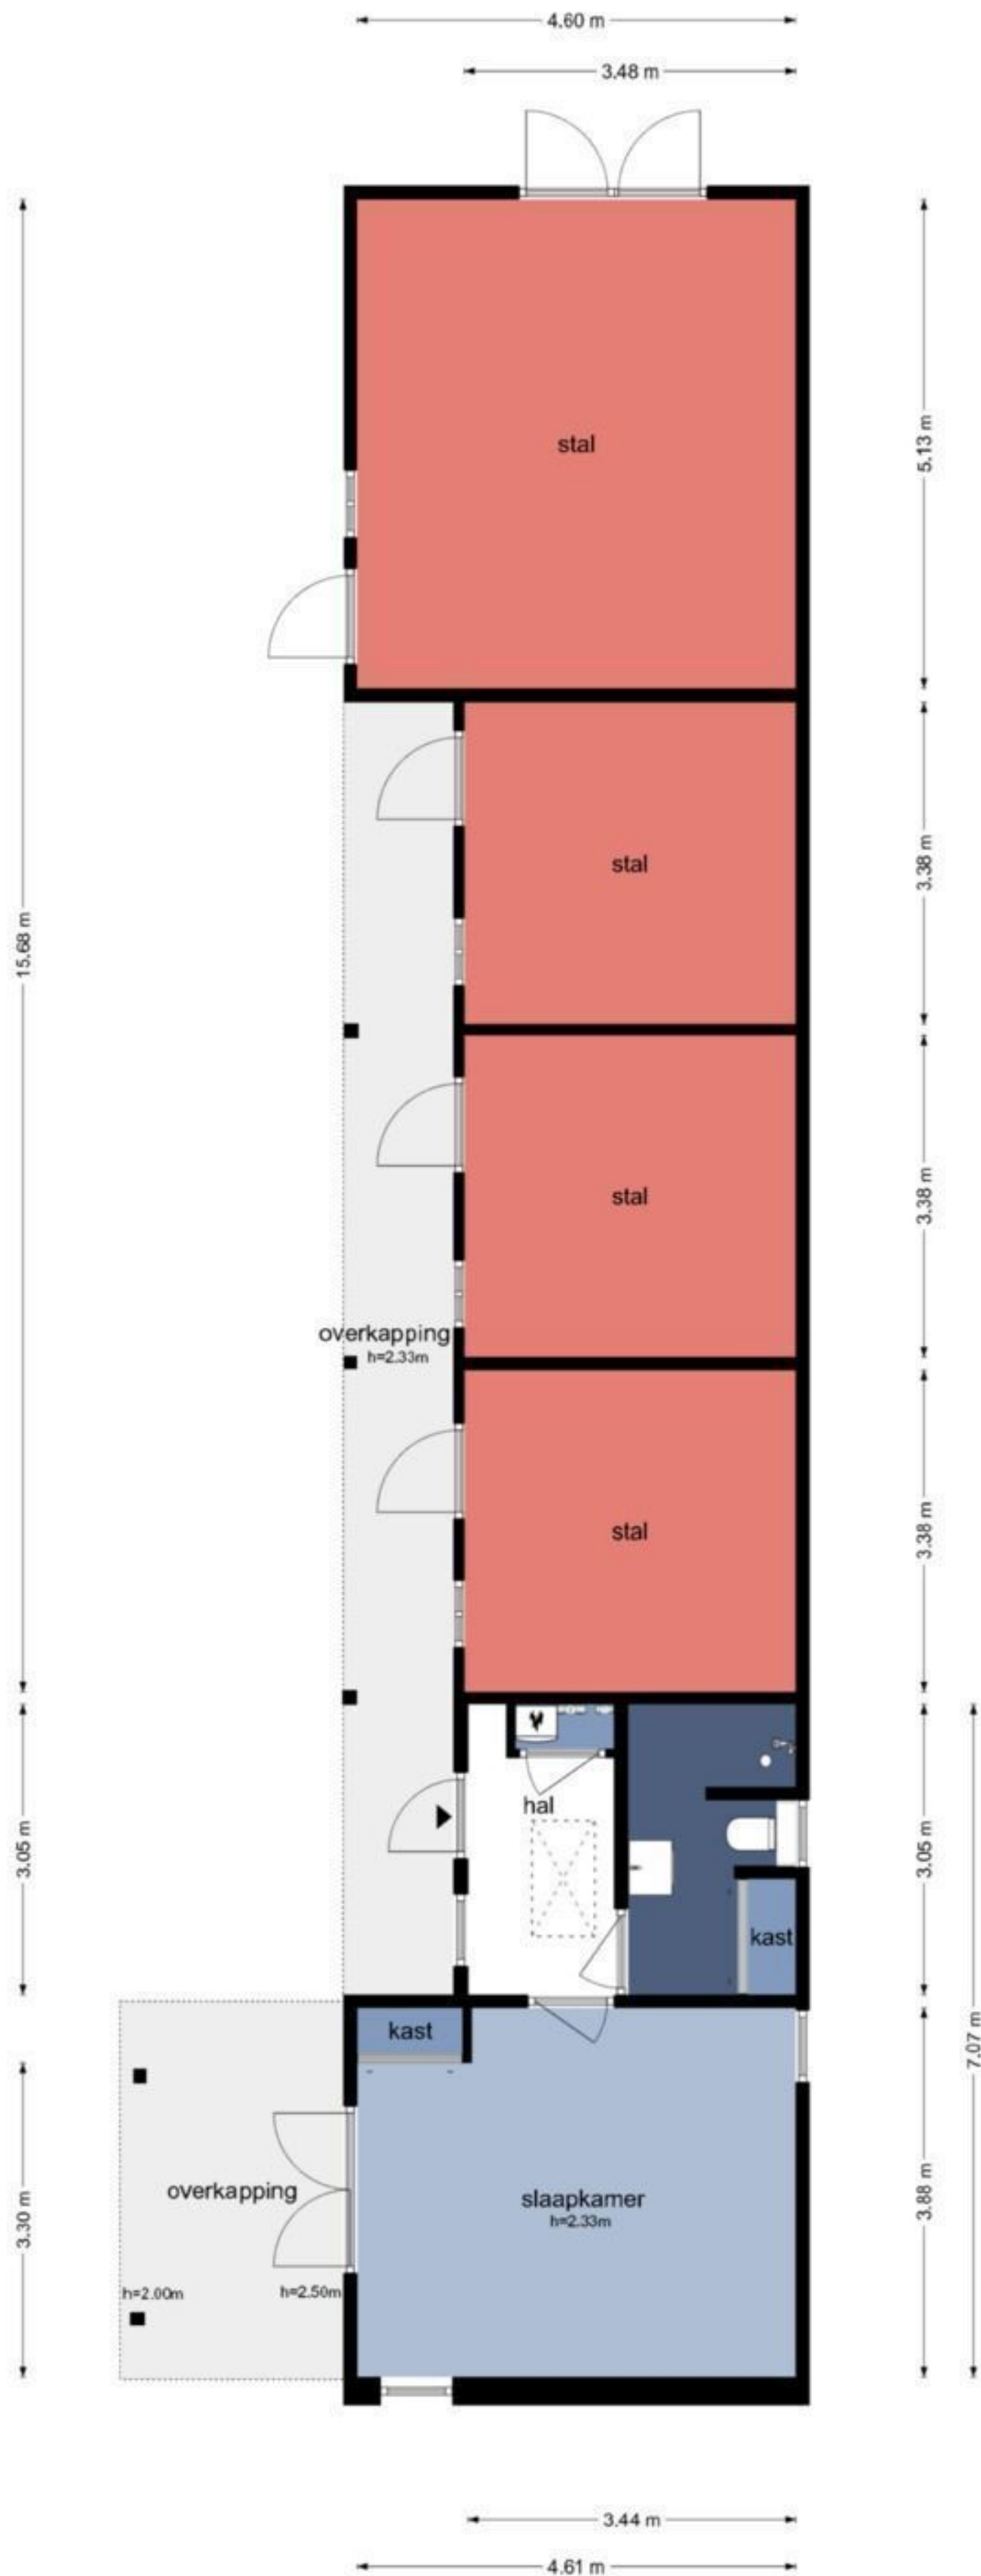 4.60 m
3.48 m
stal
5.13 m
stal
3.38 m
15.68 m
stal
3.38 m
overkapping
h=2.33m
stal
3.38 m
hal
3.05 m
3.05 m
kast
kast
7.07 m
overkapping
slaapkamer
h=2.33m
3.30 m
3.88 m
h=2.00m
h=2.50m
3.44 m
4.61 m